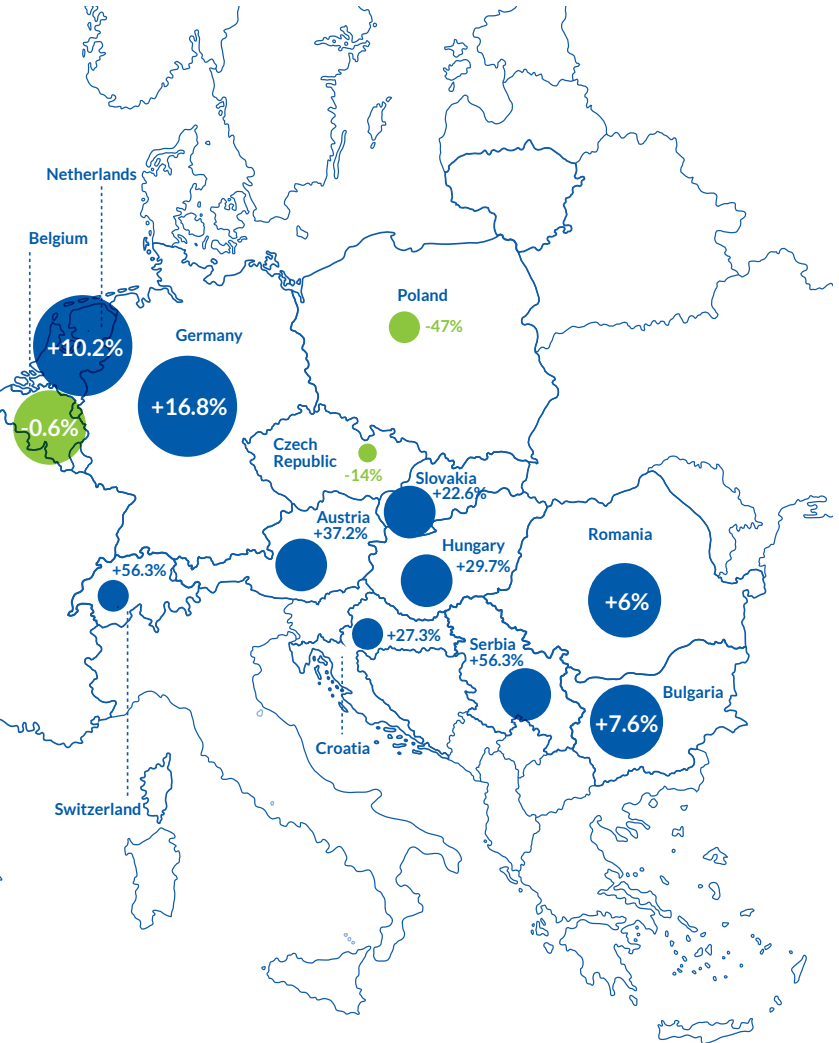 Netherlands
Belgium
Poland
-47%
Germany
+10.2%
+16.8%
-0.6%
Czech
Republic
-14%
Slovakia
+22.6%
Austria
+37.2%
Hungary
+29.7%
Romania
+6%
+56.3%
+27.3%
Serbia
+56.3%
Bulgaria
+7.6%
Croatia
Switzerland